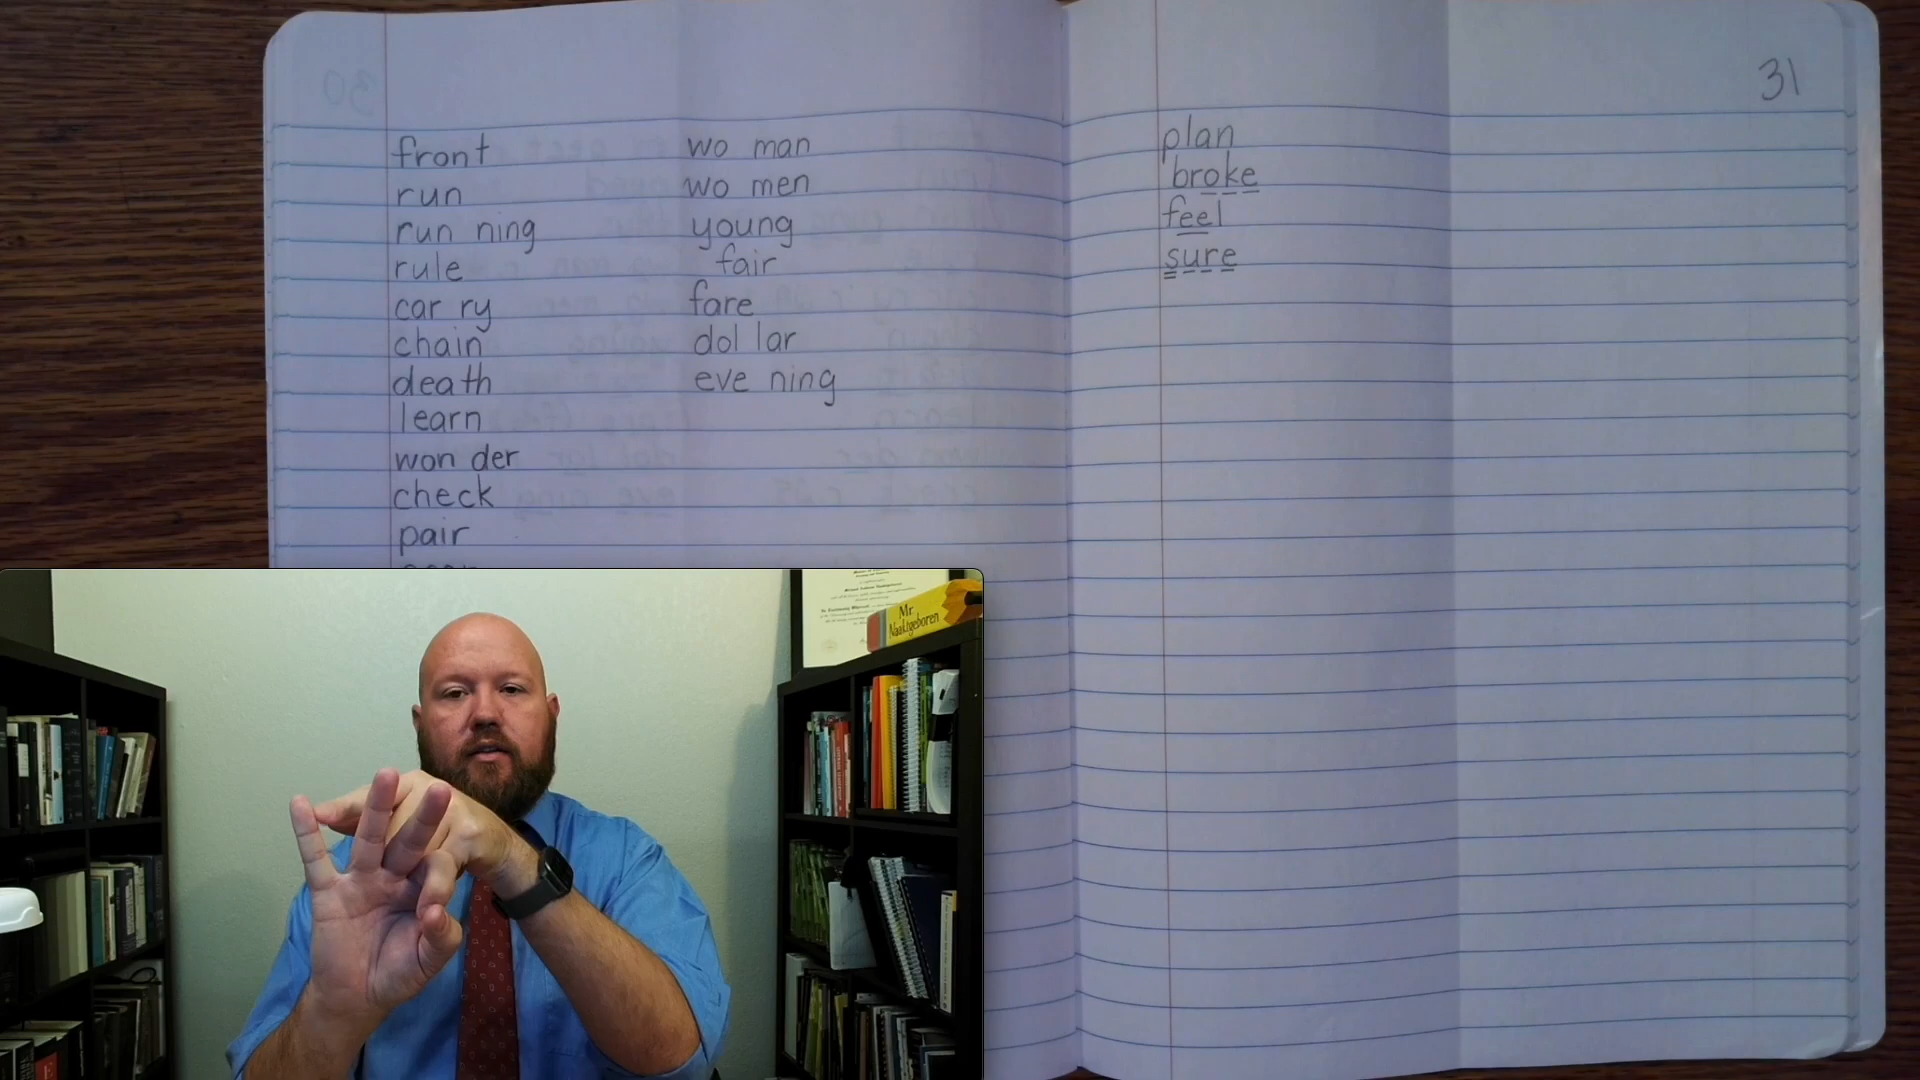 31
front
run
run ning
rule
car ry
chain
death
learn
won der
check
pair
wo man
wo men
young
fair
fare
dol lar
eve ning
plan
broke
feel
sure
Mr
Naaktgeboren